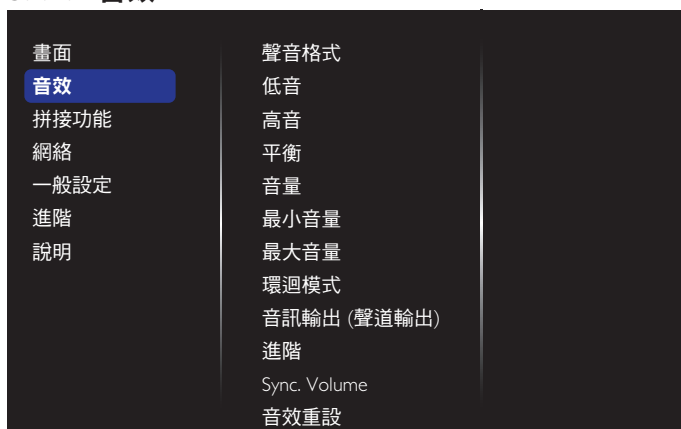 畫面
音效
拼接功能
網絡
一般設定
進階
說明
聲音格式
低音
高音
平衡
音量
最小音量
最大音量
環迴模式
音訊輸出 (聲道輸出)
進階
Sync. Volume
音效重設